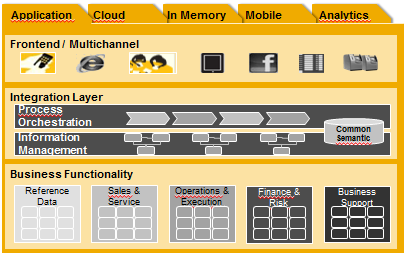 Application Cloud In Memory Mobile Analytics
Frontend / Multichannel
Integration Layer
Process
Orchestration
Information
Management
Common
Semantic
Business Functionality
Reference
Data
Sales &
Service
Operations &
Execution
Finance &
Risk
Business
Support